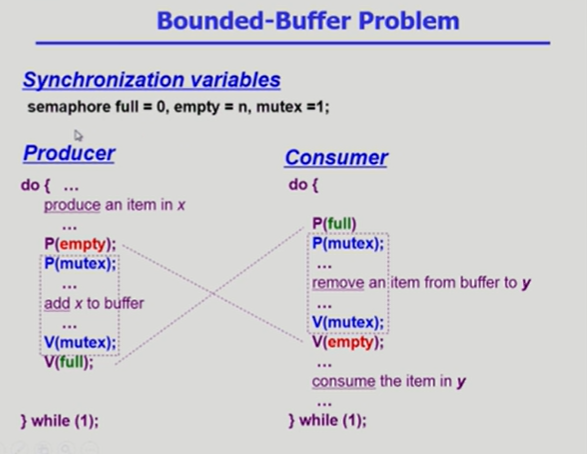 Bounded-Buffer Problem
Synchronization variables
semaphore full = 0, empty = n, mutex =1;
Producer
do { ...
produce an item in x
...
P(empty);
P(mutex);
...
add x to buffer
...
V(mutex);
V(full);
} while (1);
Consumer
do {
P(full)
P(mutex);
...
remove an item from buffer to y
...
V(mutex);
V(empty);
...
consume the item in y
...
} while (1);